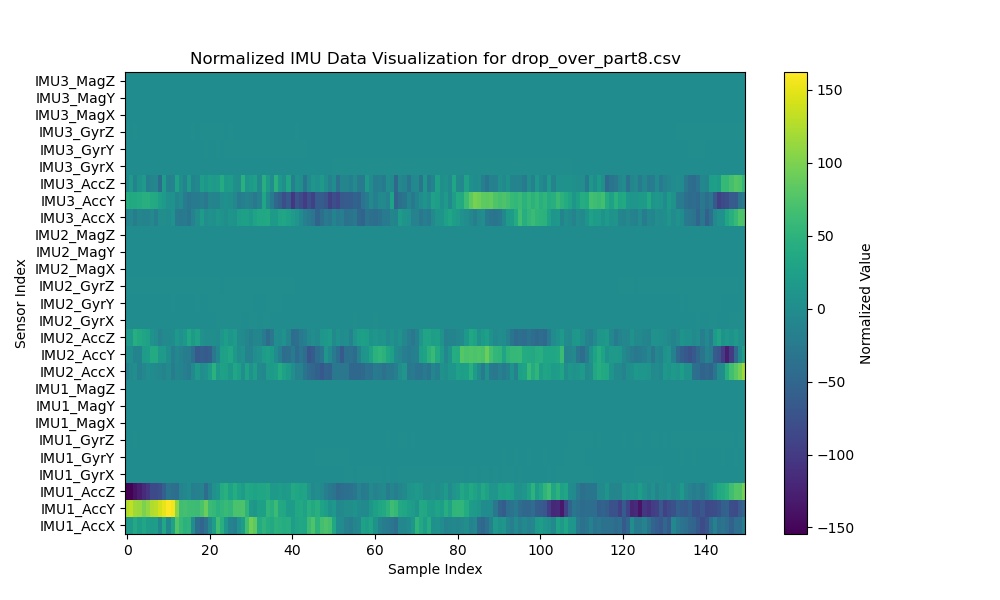 Normalized IMU Data Visualization for drop_over_part8.csv
Sensor Index
IMU3_MagZ
IMU3_MagY
IMU3_MagX
IMU3_GyrZ
IMU3_GyrY
IMU3_GyrX
IMU3_AccZ
IMU3_AccY
IMU3_AccX
IMU2_MagZ
IMU2_MagY
IMU2_MagX
IMU2_GyrZ
IMU2_GyrY
IMU2_GyrX
IMU2_AccZ
IMU2_AccY
IMU2_AccX
IMU1_MagZ
IMU1_MagY
IMU1_MagX
IMU1_GyrZ
IMU1_GyrY
IMU1_GyrX
IMU1_AccZ
IMU1_AccY
IMU1_AccX
0 20 40 60 80 100 120 140
Sample Index
150
100
50
0
−50
−100
−150
Normalized Value